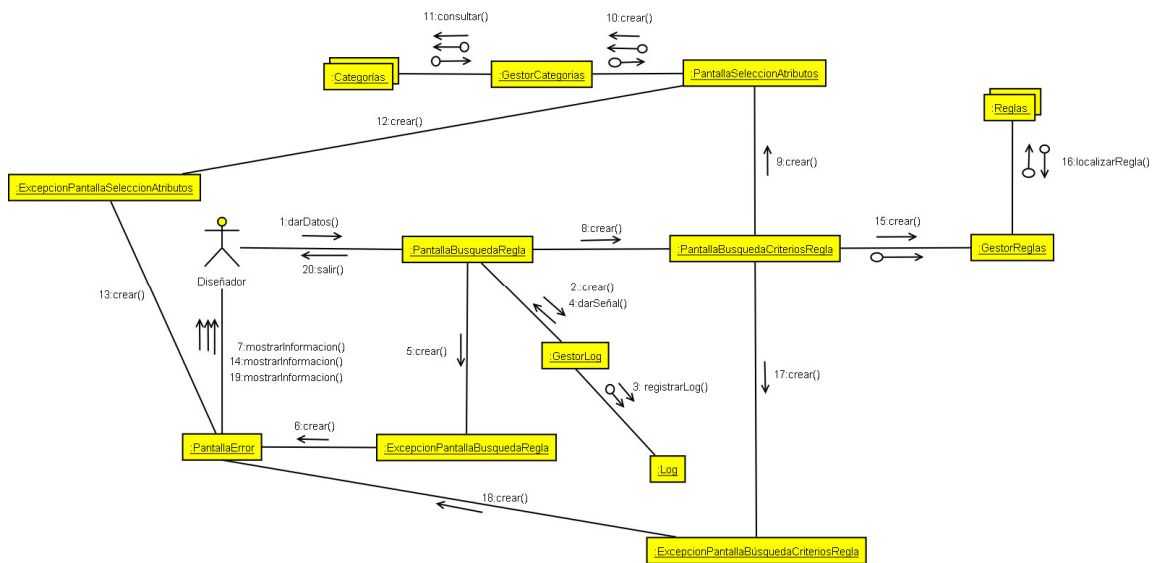 11:consultar()
10:crear()
:Categorías
:GestorCategorias
:PantallaSeleccionAtributos
:Reglas
12:crear()
9:crear()
16:localizarRegla()
:ExcepcionPantallaSeleccionAtributos
1:darDatos()
8:crear()
15:crear()
:PantallaBusquedaRegla
:PantallaBusquedaCriteriosRegla
:GestorReglas
20:salir()
Diseñador
13:crear()
2.:crear()
4:darSeñal()
7:mostrarInformacion()
14:mostrarInformacion()
19:mostrarInformacion()
5:crear()
:GestorLog
17:crear()
3: registrarLog()
6:crear()
:PantallaError
:ExcepcionPantallaBusquedaRegla
:Log
18:crear()
:ExcepcionPantallaBúsquedaCriteriosRegla